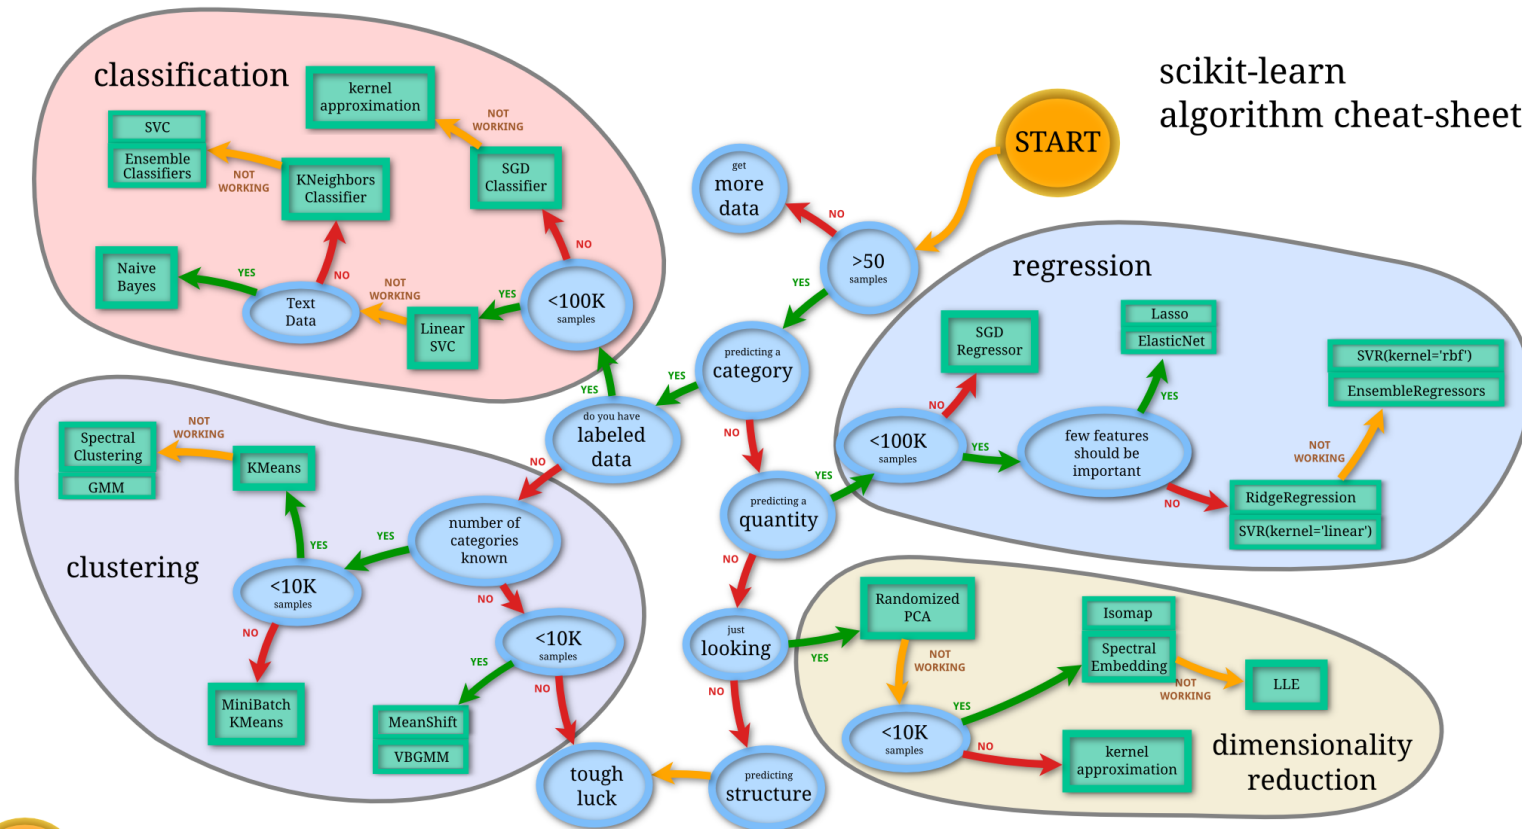 scikit-learn
algorithm cheat-sheet
START
>50
samples
NO
get
more
data
YES
predicting a
category
YES
do you have
labeled
data
YES
NO
NO
predicting a
quantity
YES
NO
just
looking
YES
NO
predicting
structure
tough
luck
classification
<100K
samples
NO
SGD
Classifier
NOT
WORKING
kernel
approximation
YES
Linear
SVC
NOT
WORKING
Text
Data
YES
Naive
Bayes
NO
KNeighbors
Classifier
NOT
WORKING
SVC
Ensemble
Classifiers
clustering
number of
categories
known
YES
<10K
samples
YES
KMeans
NOT
WORKING
Spectral
Clustering
GMM
NO
MiniBatch
KMeans
NO
<10K
samples
YES
MeanShift
VBGMM
NO
regression
<100K
samples
NO
SGD
Regressor
YES
few features
should be
important
YES
Lasso
ElasticNet
NO
RidgeRegression
SVR(kernel='linear')
NOT
WORKING
SVR(kernel='rbf')
EnsembleRegressors
dimensionality
reduction
Randomized
PCA
NOT
WORKING
<10K
samples
YES
Isomap
Spectral
Embedding
NOT
WORKING
LLE
NO
kernel
approximation